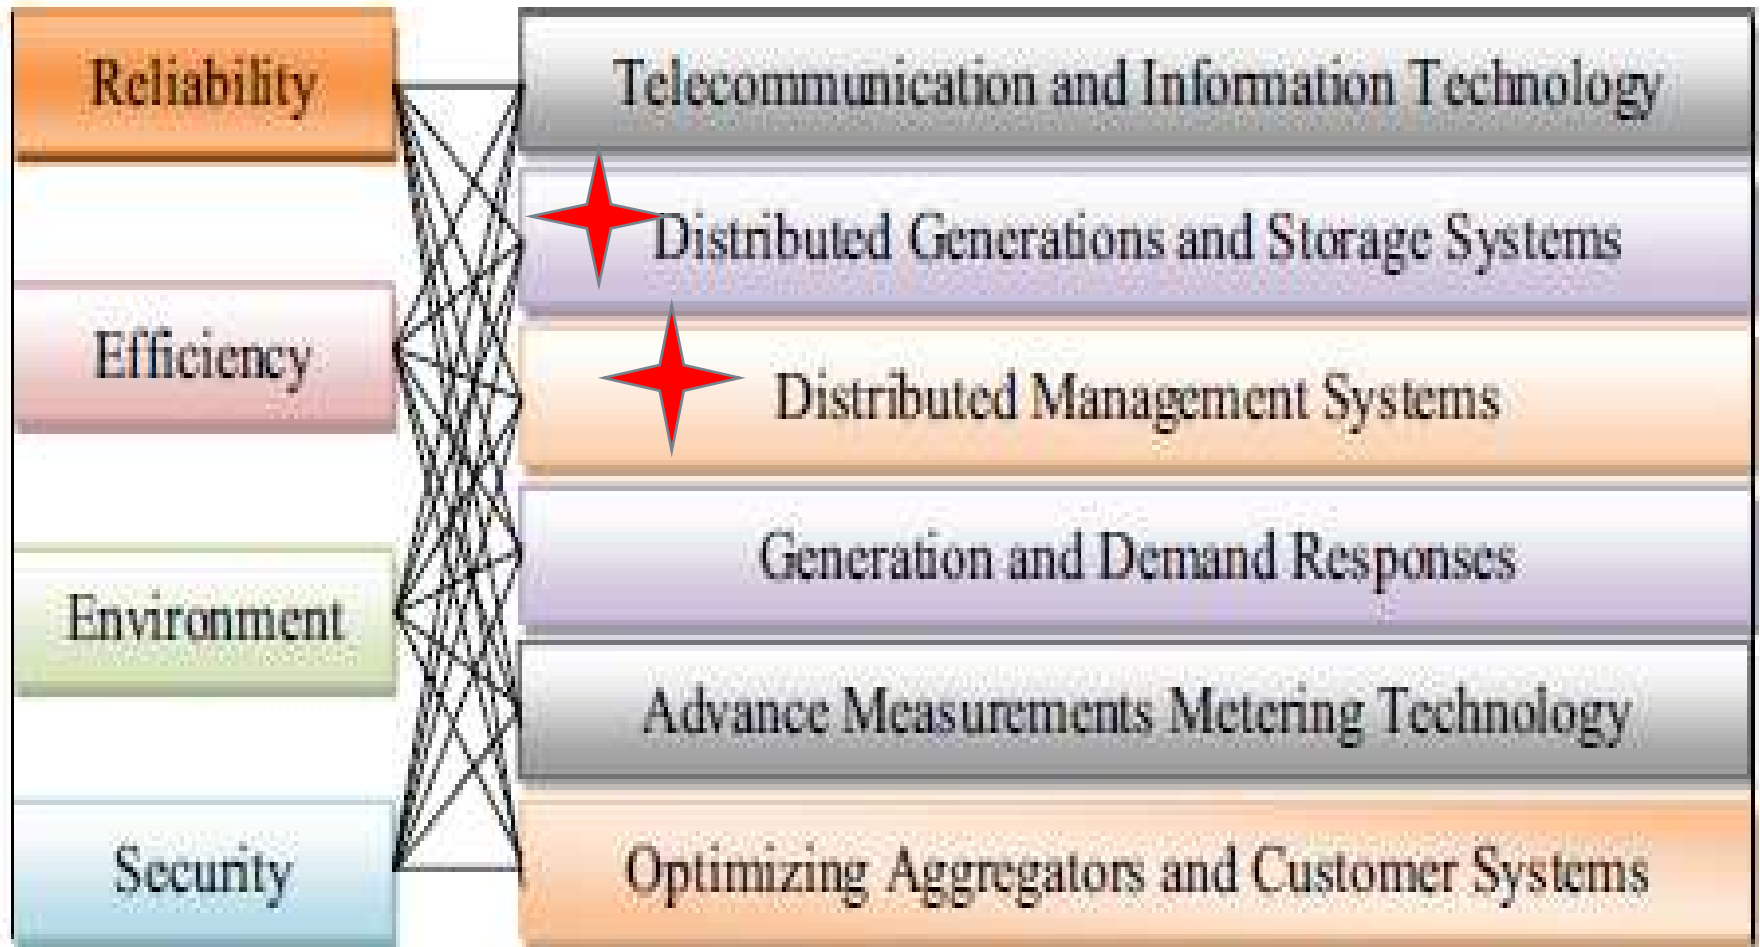 Reliability
Efficiency
Environment
Security
Telecommunication and Information Technology
Distributed Generations and Storage Systems
Distributed Management Systems
Generation and Demand Responses
Advance Measurements Metering Technology
Optimizing Aggregators and Customer Systems